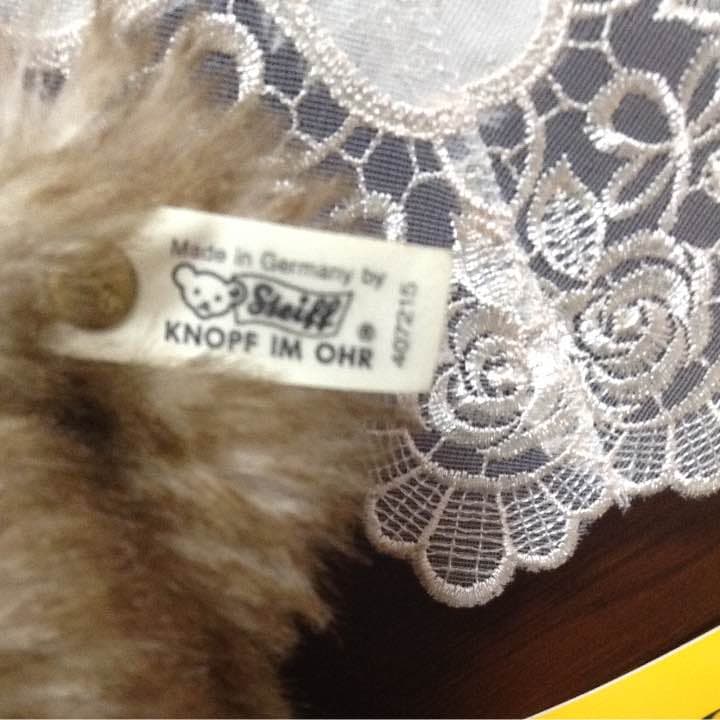 Made in Germany by
Steiff
KNOPF IM OHR ®
407215